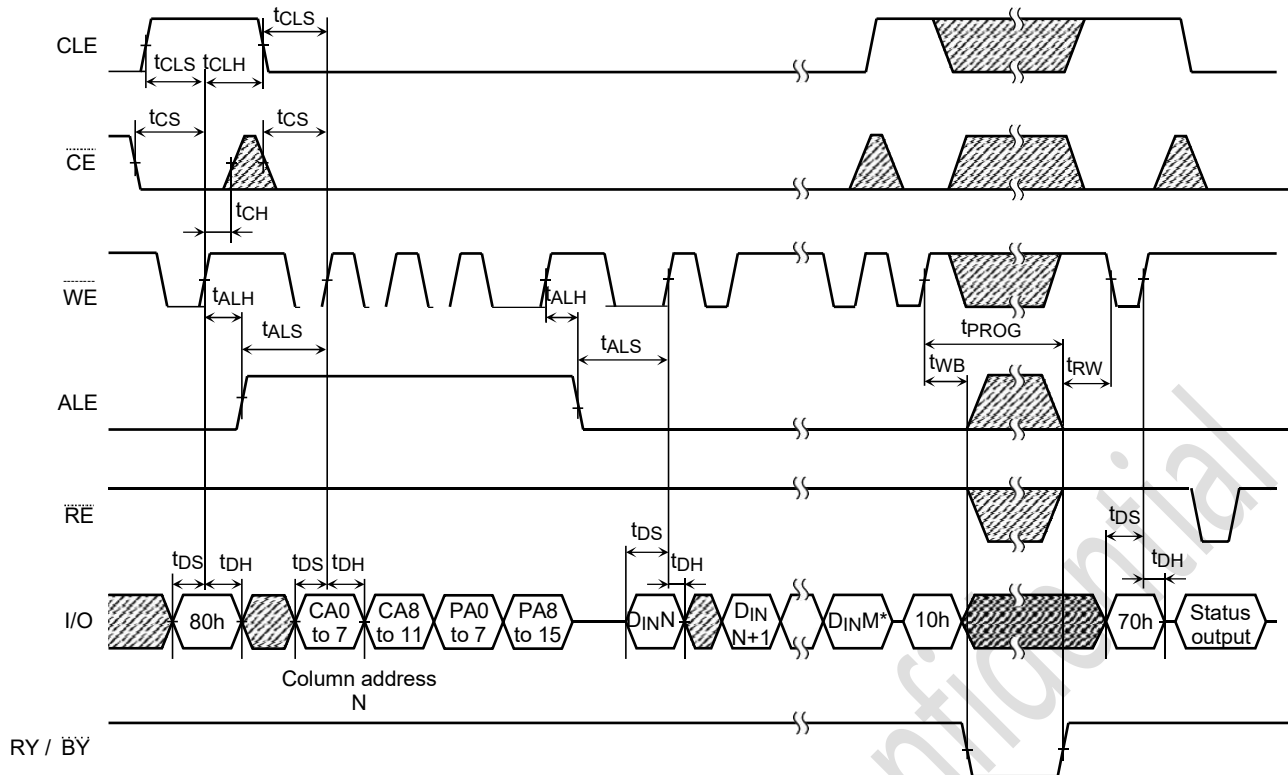 tCLS
CLE
tCLS tCLH
tCS tCS
CE
tCH
WE
tALH tALH
tALS tALS
tPROG
tWB tRW
ALE
RE
tDS
tDS tDH tDS tDH tDS tDH tDH
I/O
80h
CA0 to 7
CA8 to 11
PA0 to 7
PA8 to 15
DINN
DIN N+1
DINM*
10h
70h
Status output
Column address
N
RY / BY
nfidential